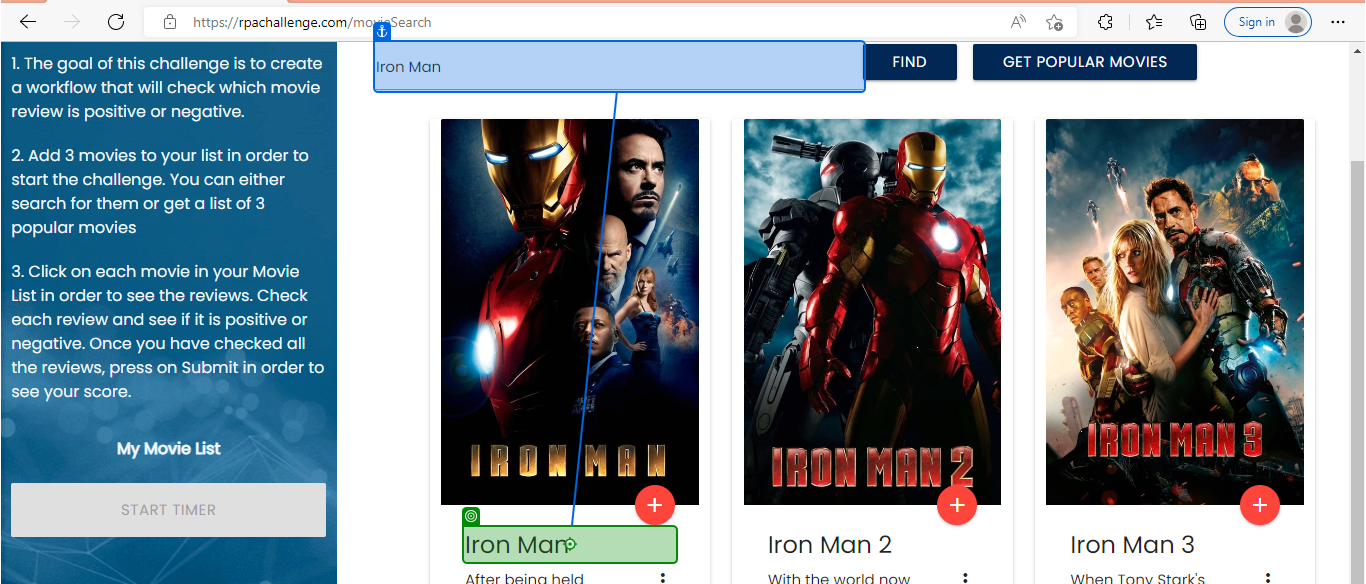 https://rpachallenge.com/movieSearch
Sign in
1. The goal of this challenge is to create
a workflow that will check which movie
review is positive or negative.
2. Add 3 movies to your list in order to
start the challenge. You can either
search for them or get a list of 3
popular movies
3. Click on each movie in your Movie
List in order to see the reviews. Check
each review and see if it is positive or
negative. Once you have checked all
the reviews, press on Submit in order to
see your score.
My Movie List
START TIMER
Iron Man
FIND
GET POPULAR MOVIES
IRON MAN
IRON MAN 2
IRON MAN 3
Iron Man
Iron Man 2
Iron Man 3
After being held
With the world now
When Tony Stark's